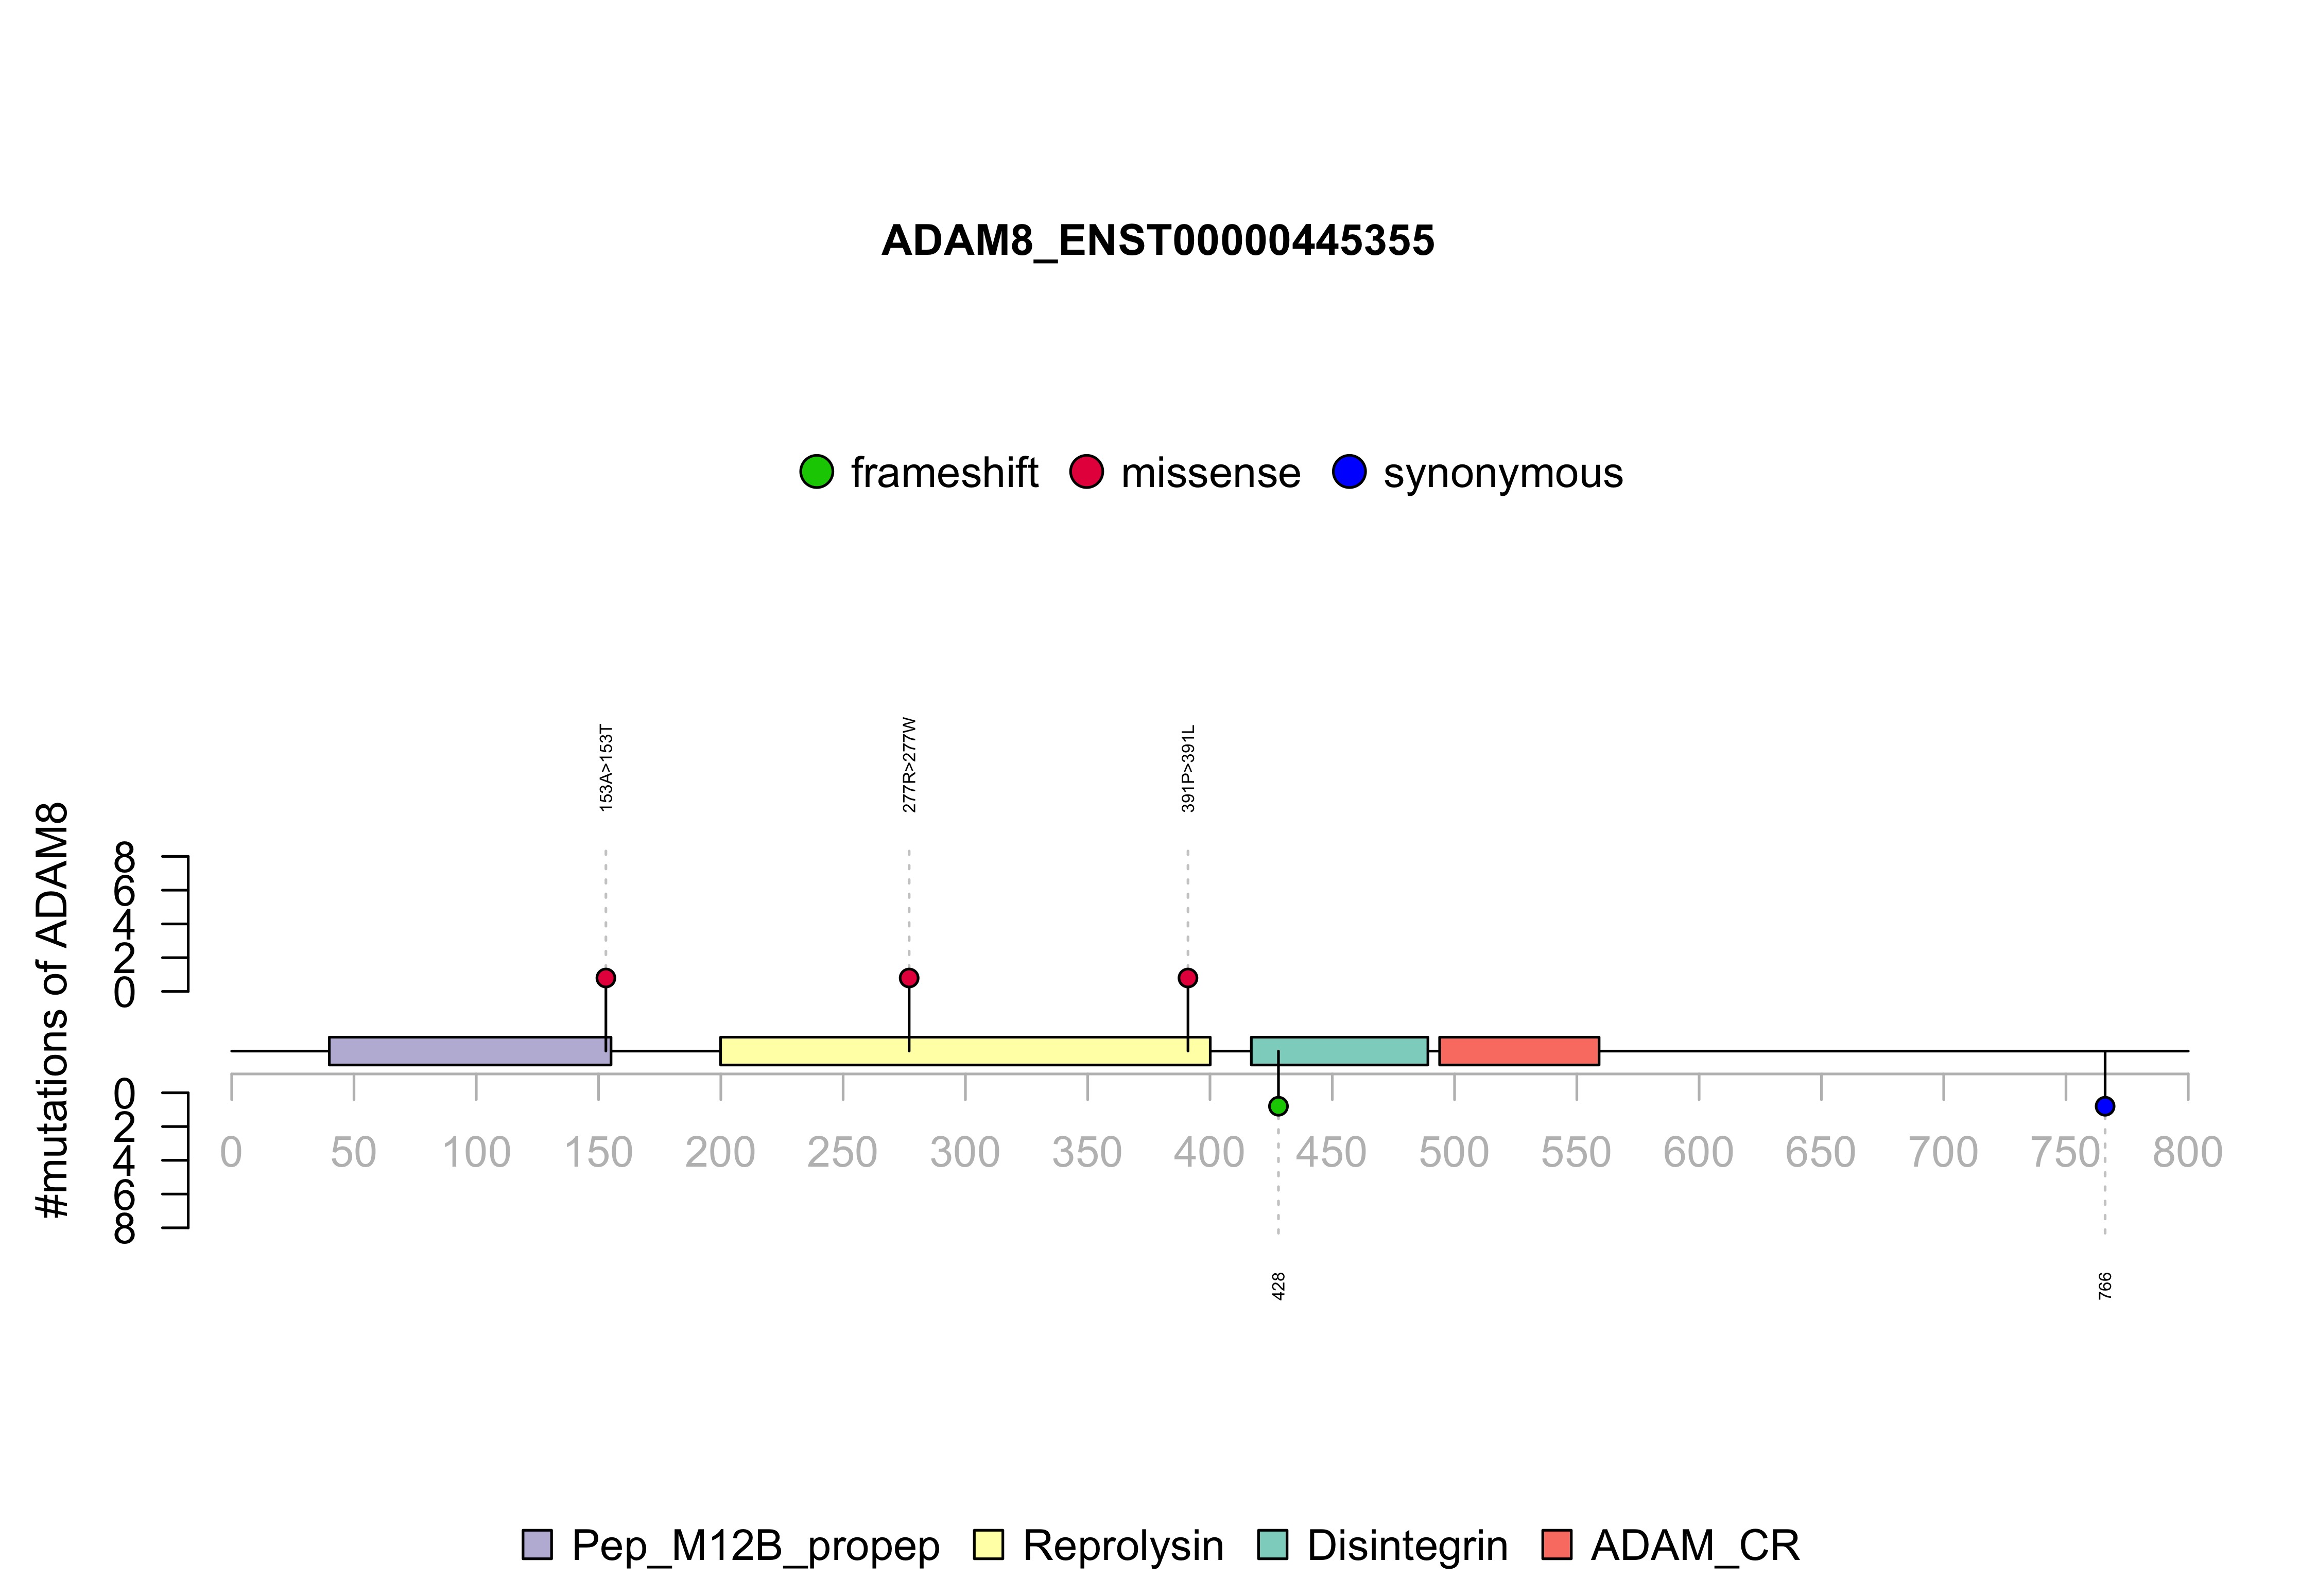 ADAM8_ENST00000445355
frameshift missense synonymous
153A>153T
277R>277W
391P>391L
#mutations of ADAM8
8
6
4
2
0
0
2
4
6
8
0 50 100 150 200 250 300 350 400 450 500 550 600 650 700 750 800
428
766
Pep_M12B_propep Reprolysin Disintegrin ADAM_CR